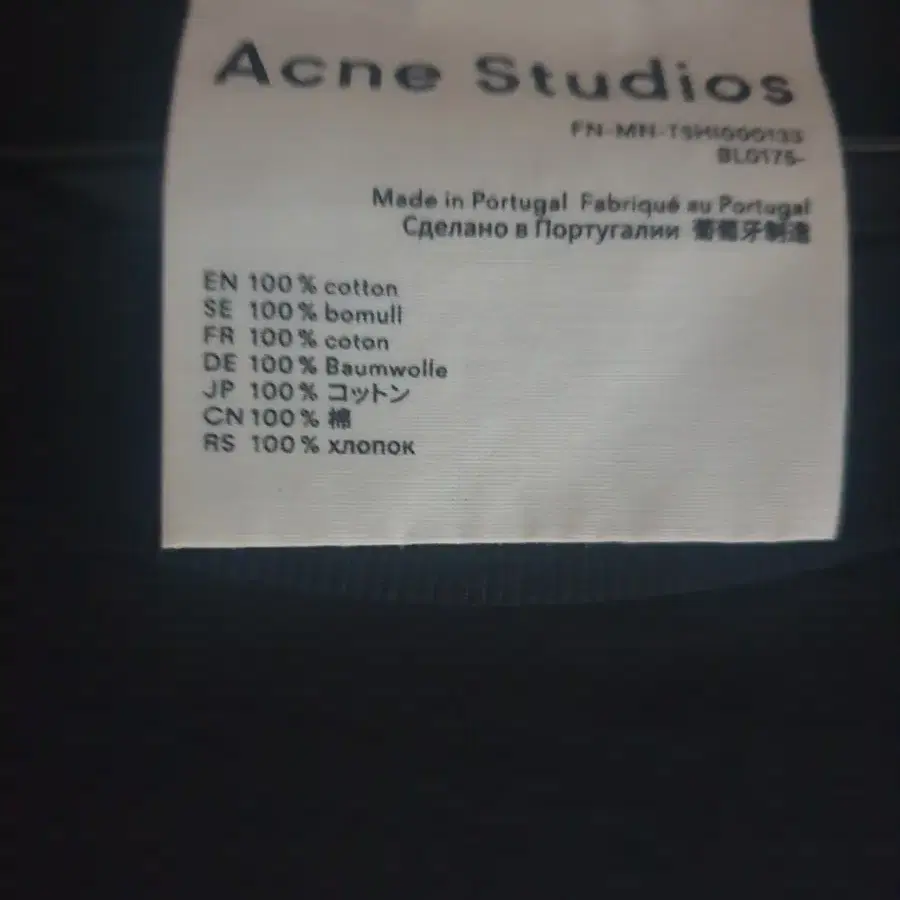 Acne Studios
FN-MN-TSHI000133
BL0175-
Made in Portugal Fabriqué au Portugal
Сделано в Португалии 葡萄牙制造
EN 100% cotton
SE 100% bomull
FR 100% coton
DE 100% Baumwolle
JP 100% コットン
CN 100% 棉
RS 100% хлопок